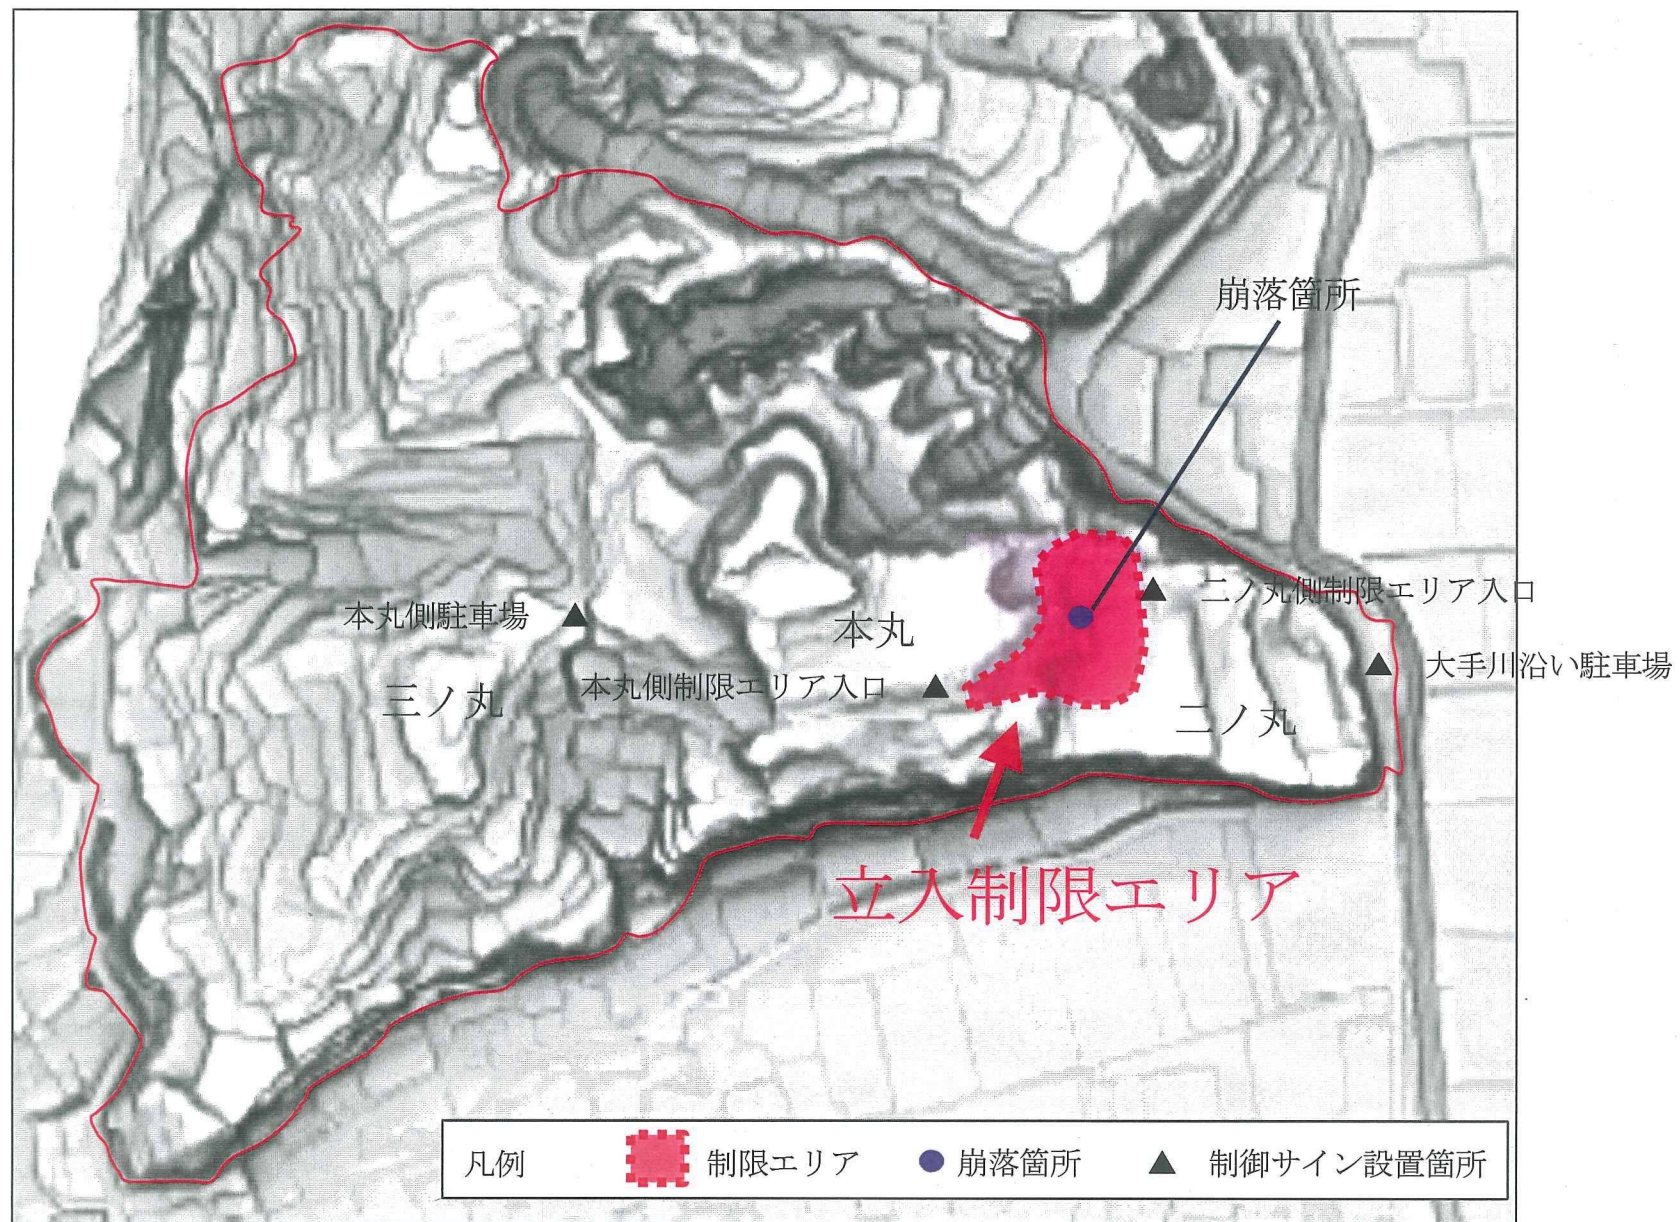 崩落箇所
二ノ丸側制限エリア入口
本丸側駐車場
本丸
大手川沿い駐車場
本丸側制限エリア入口
三ノ丸
二ノ丸
立入制限エリア
凡例
制限エリア
崩落箇所
制御サイン設置箇所